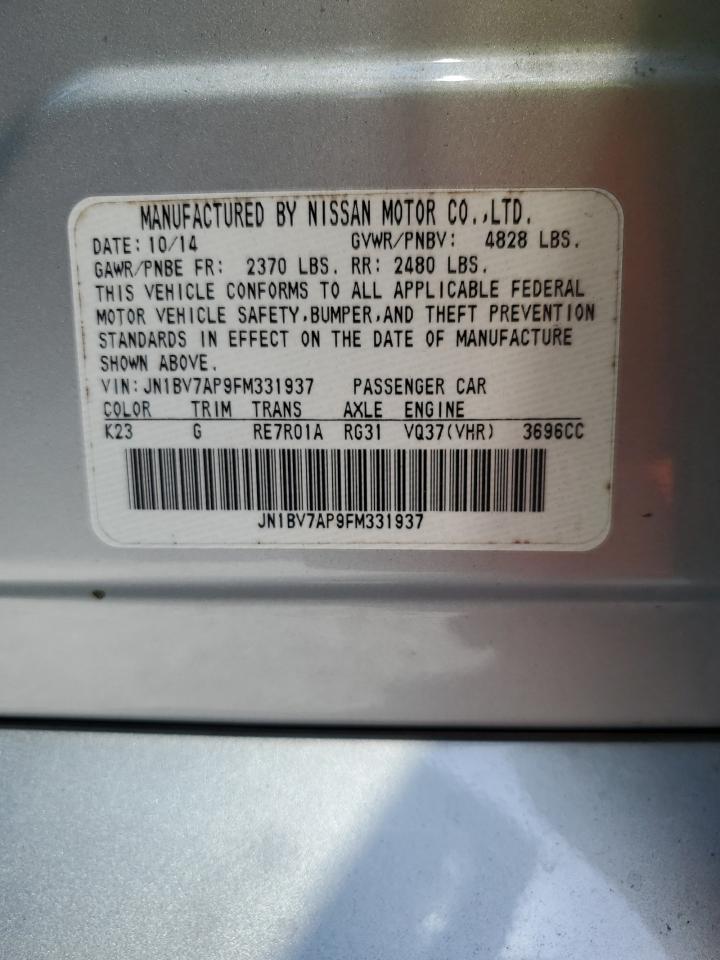 MANUFACTURED BY NISSAN MOTOR CO.,LTD.
DATE: 10/14 GVWR/PNBV: 4828 LBS.
GAWR/PNBE FR: 2370 LBS. RR: 2480 LBS.
THIS VEHICLE CONFORMS TO ALL APPLICABLE FEDERAL
MOTOR VEHICLE SAFETY,BUMPER,AND THEFT PREVENTION
STANDARDS IN EFFECT ON THE DATE OF MANUFACTURE
SHOWN ABOVE.
VIN: JN1BV7AP9FM331937 PASSENGER CAR
COLOR TRIM TRANS AXLE ENGINE
K23 G RE7R01A RG31 VQ37(VHR) 3696CC
JN1BV7AP9FM331937